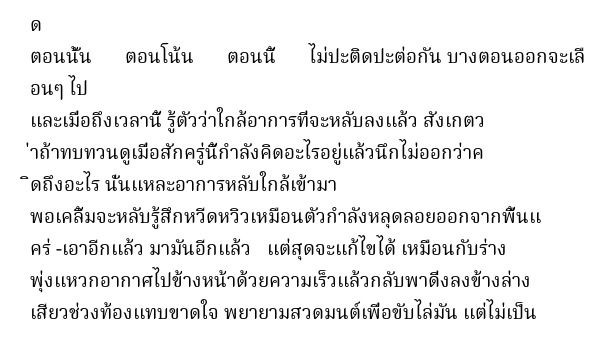 ด
ตอนนั้น ตอนโน้น ตอนนี้ ไม่ปะติดปะต่อกัน บางตอนออกจะเลื
อนๆ ไป
และเมื่อถึงเวลานี้ รู้ตัวว่าใกล้อาการที่จะหลับลงแล้ว สังเกตว
่าถ้าทบทวนดูเมื่อสักครู่นี้กำลังคิดอะไรอยู่แล้วนึกไม่ออกว่าค
ิดถึงอะไร นั่นแหละอาการหลับใกล้เข้ามา
พอเคลิ้มจะหลับรู้สึกหวีดหวิวเหมือนตัวกำลังหลุดลอยออกจากพื้นแ
คร่ -เอาอีกแล้ว มามันอีกแล้ว แต่สุดจะแก้ไขได้ เหมือนกับร่าง
พุ่งแหวกอากาศไปข้างหน้าด้วยความเร็วแล้วกลับพาดิ่งลงข้างล่าง
เสียวช่วงท้องแทบขาดใจ พยายามสวดมนต์เพื่อขับไล่มัน แต่ไม่เป็น